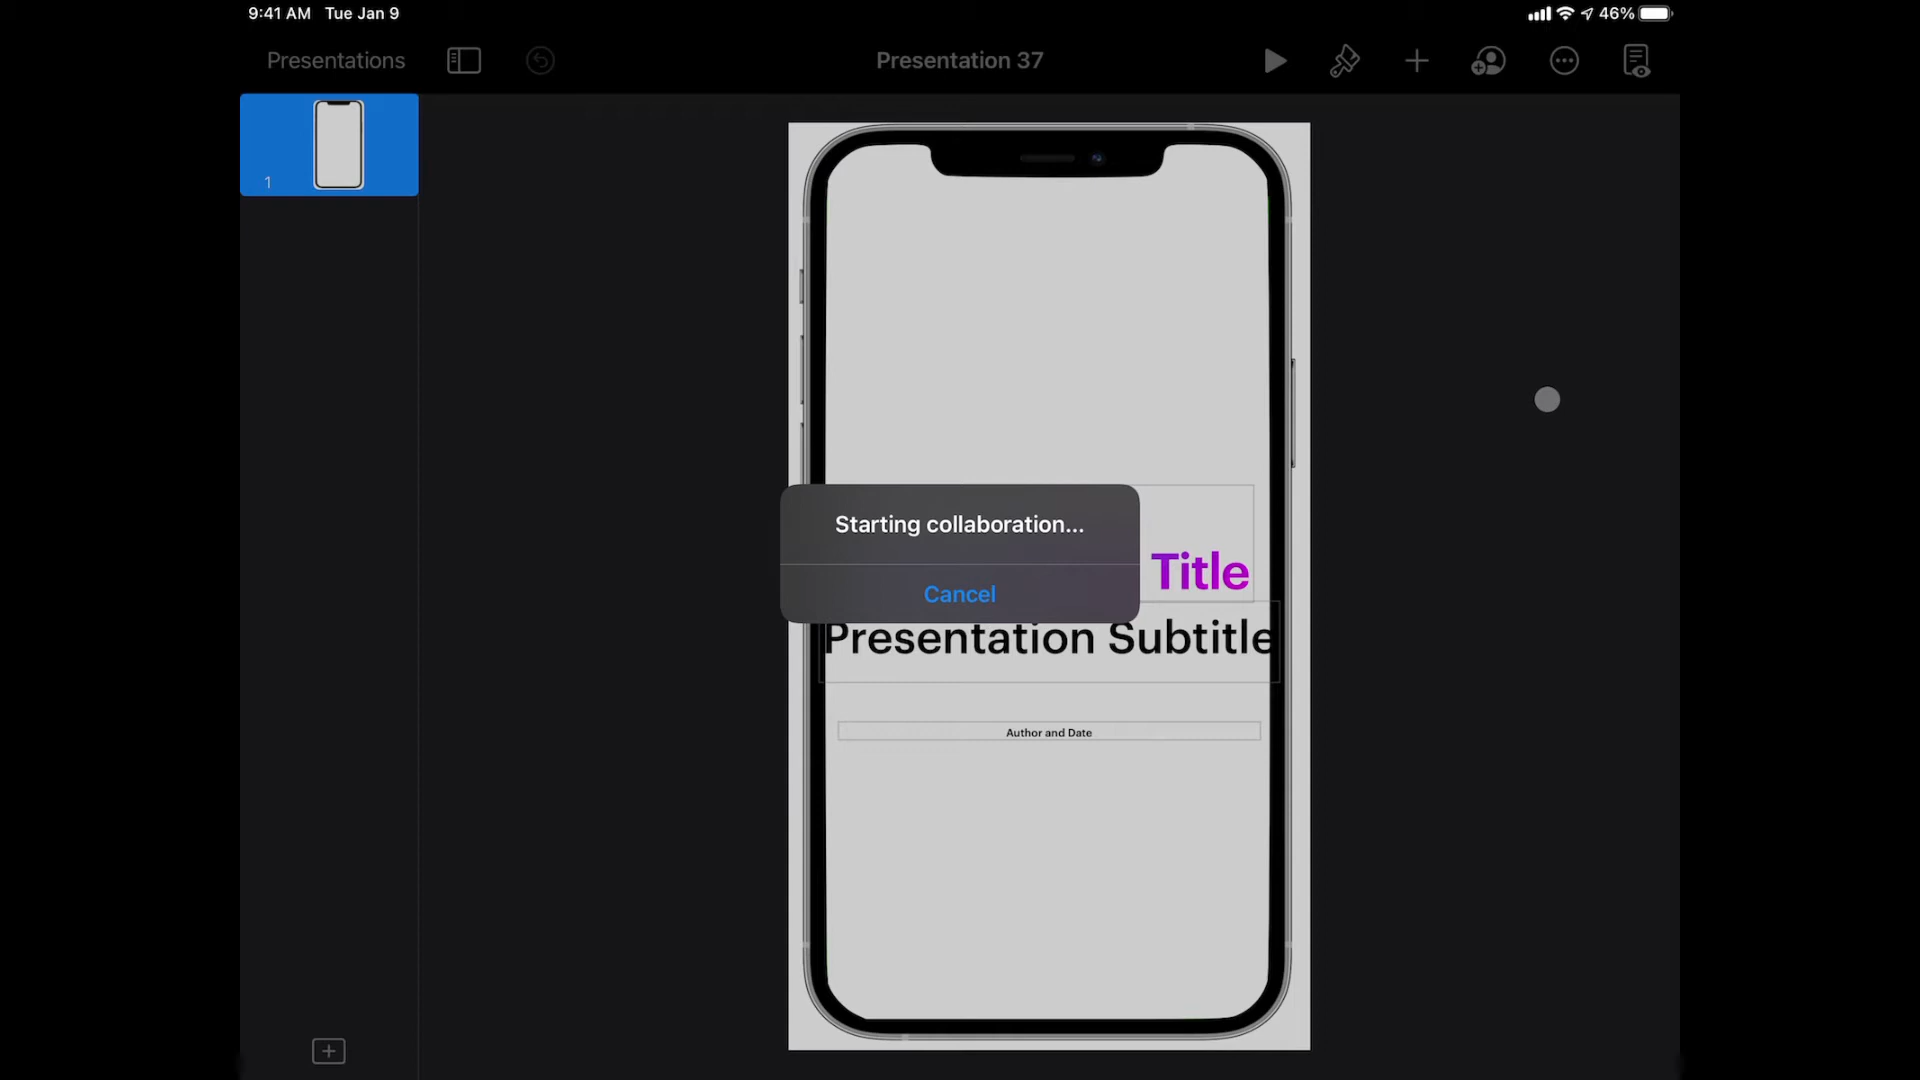 9:41 AM Tue Jan 9
46%
Presentations
Presentation 37
1
Starting collaboration...
Cancel
Title
Presentation Subtitle
Author and Date